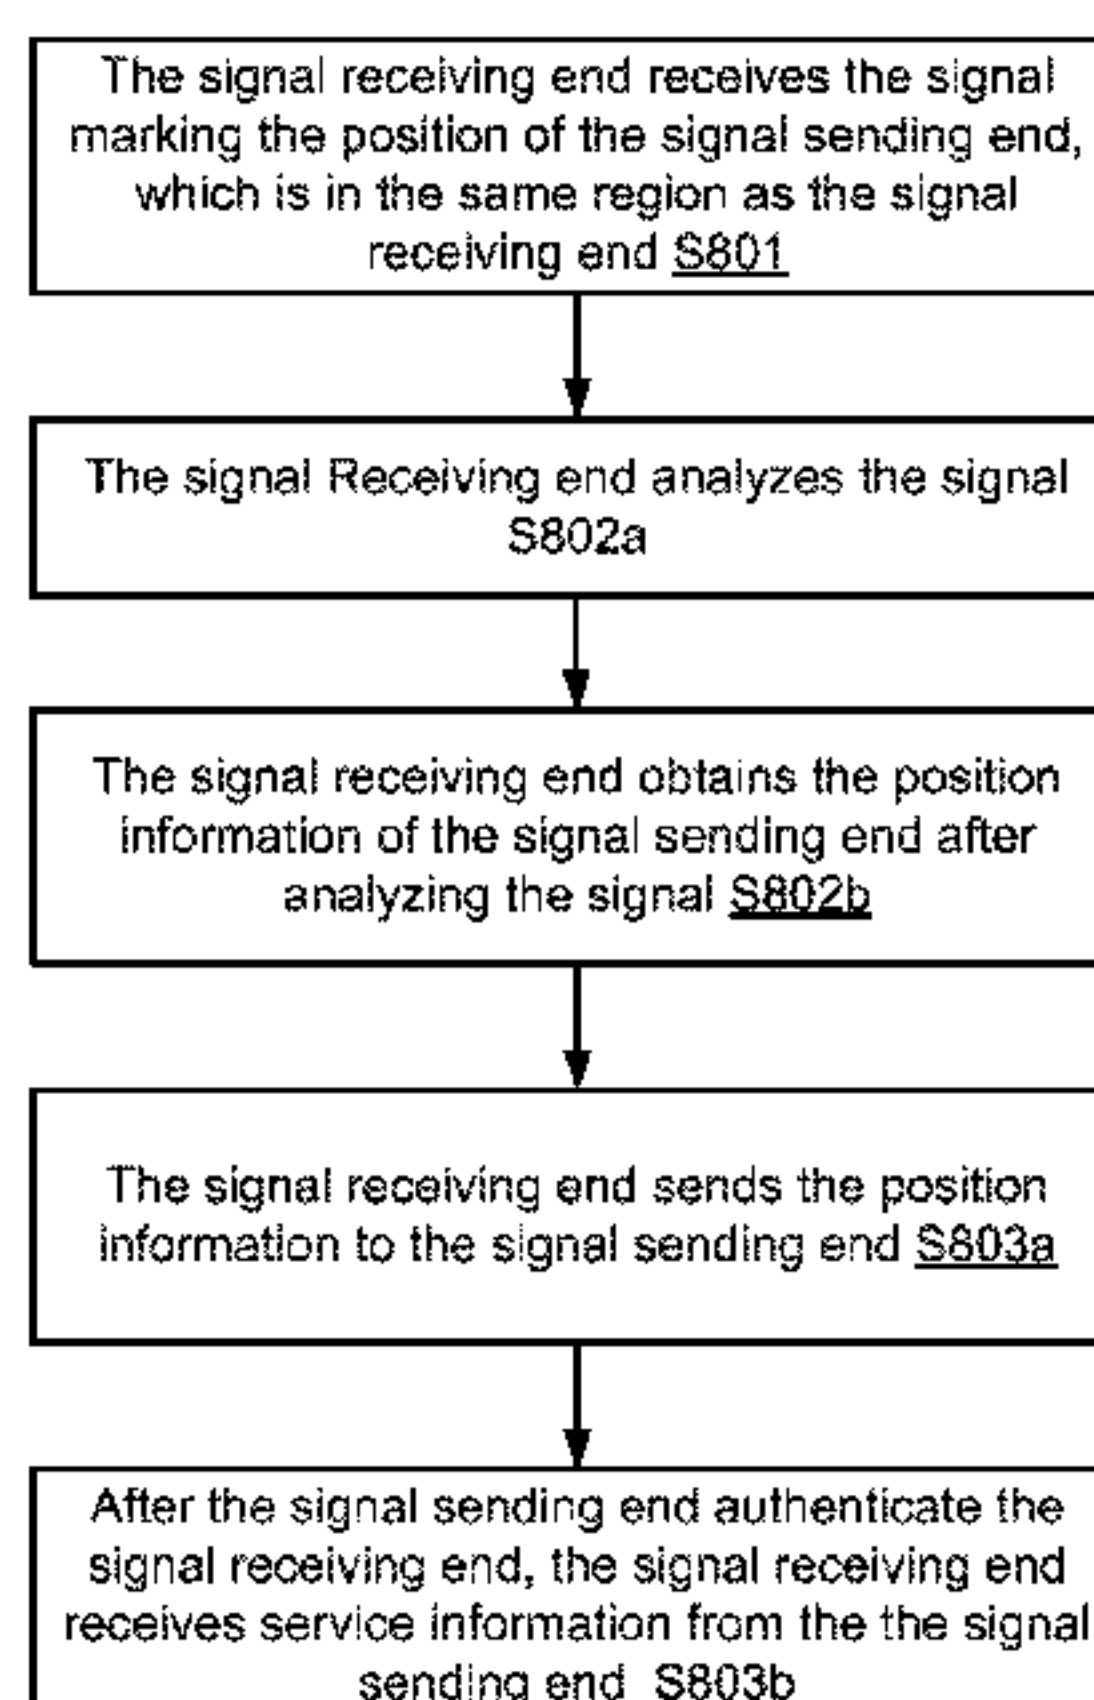 The signal receiving end receives the signal
marking the position of the signal sending end,
which is in the same region as the signal
receiving end S801
The signal Receiving end analyzes the signal
S802a
The signal receiving end obtains the position
information of the signal sending end after
analyzing the signal S802b
The signal receiving end sends the position
information to the signal sending end S803a
After the signal sending end authenticate the
signal receiving end, the signal receiving end
receives service information from the the signal
sending end S803b